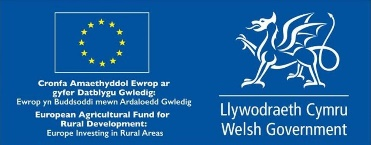 Cronfa Amaethyddol Ewrop ar
gyfer Datblygu Gwledig:
Ewrop yn Buddsoddi mewn Ardaloedd Gwledig
European Agricultural Fund for
Rural Development:
Europe Investing in Rural Areas
Llywodraeth Cymru
Welsh Government